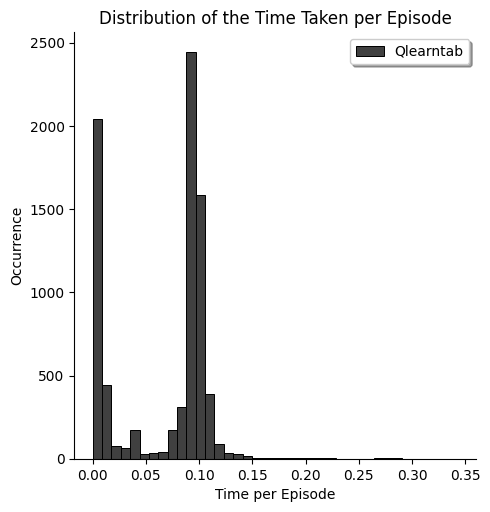 Distribution of the Time Taken per Episode
Qlearntab
2500
2000
1500
1000
500
0
Occurrence
0.00 0.05 0.10 0.15 0.20 0.25 0.30 0.35
Time per Episode